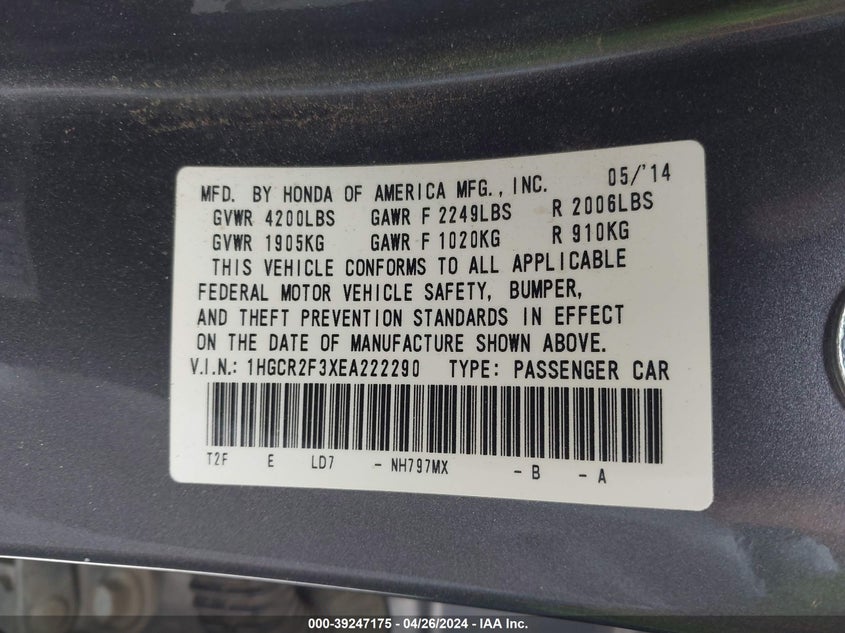 MFD. BY HONDA OF AMERICA MFG., INC. 05/'14
GVWR 4200LBS GAWR F 2249LBS R 2006LBS
GVWR 1905KG GAWR F 1020KG R 910KG
THIS VEHICLE CONFORMS TO ALL APPLICABLE
FEDERAL MOTOR VEHICLE SAFETY, BUMPER,
AND THEFT PREVENTION STANDARDS IN EFFECT
ON THE DATE OF MANUFACTURE SHOWN ABOVE.
V.I.N.: 1HGCR2F3XEA222290 TYPE: PASSENGER CAR
T2F E LD7 - NH797MX - B - A
000-39247175 - 04/26/2024 - IAA Inc.